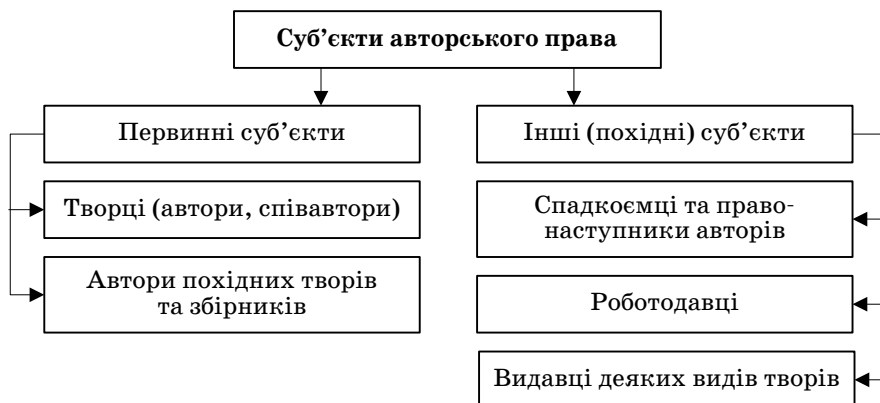 Суб’єкти авторського права
Первинні суб’єкти
Творці (автори, співавтори)
Автори похідних творів
та збірників
Інші (похідні) суб’єкти
Спадкоємці та право-
наступники авторів
Роботодавці
Видавці деяких видів творів